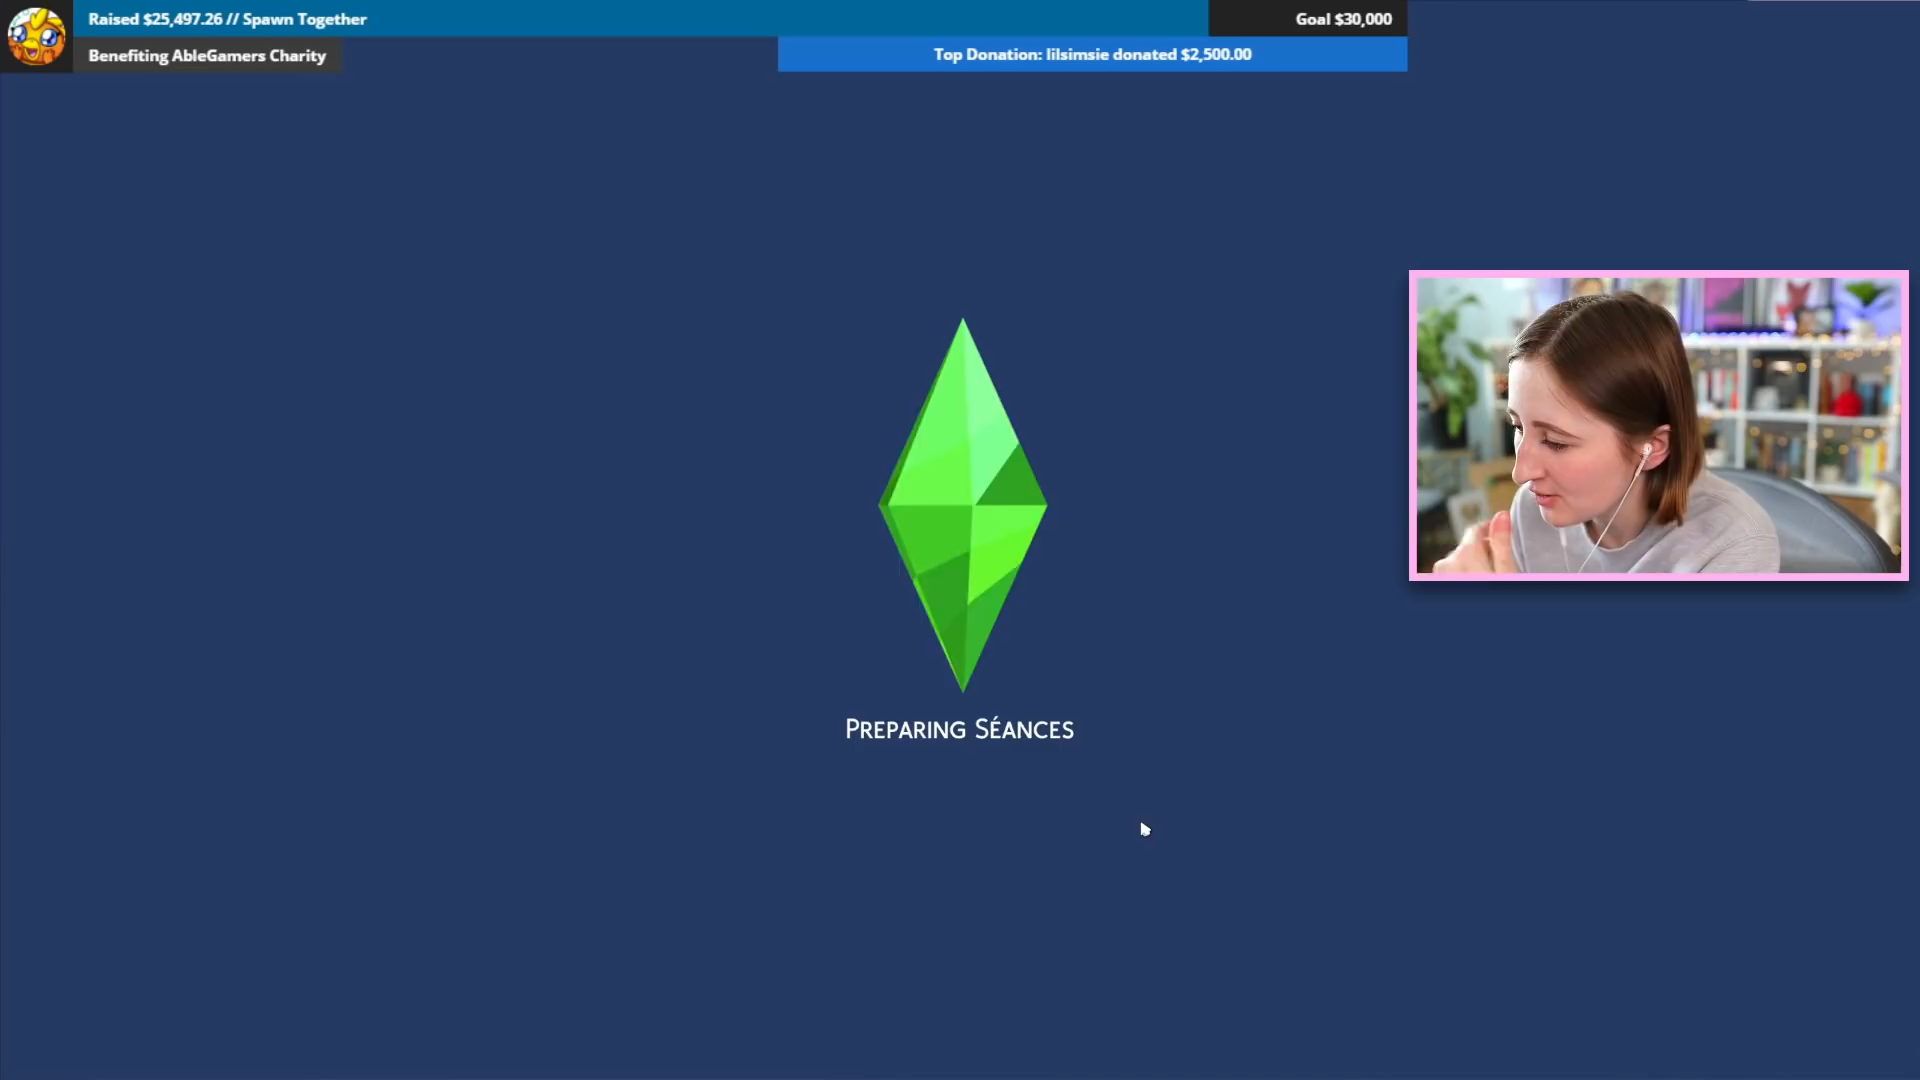 Raised $25,497.26 // Spawn Together
Goal $30,000
Benefiting AbleGamers Charity
Top Donation: lilsimsie donated $2,500.00
Preparing Séances